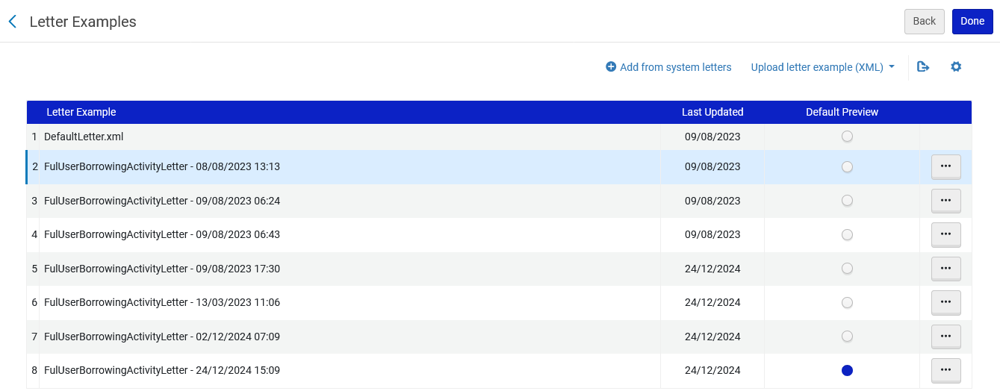 Letter Examples
Back
Done
Add from system letters
Upload letter example (XML)
Letter Example Last Updated Default Preview
1 DefaultLetter.xml 09/08/2023
2 FulUserBorrowingActivityLetter - 08/08/2023 13:13 09/08/2023
3 FulUserBorrowingActivityLetter - 09/08/2023 06:24 09/08/2023
4 FulUserBorrowingActivityLetter - 09/08/2023 06:43 09/08/2023
5 FulUserBorrowingActivityLetter - 09/08/2023 17:30 24/12/2024
6 FulUserBorrowingActivityLetter - 13/03/2023 11:06 24/12/2024
7 FulUserBorrowingActivityLetter - 02/12/2024 07:09 24/12/2024
8 FulUserBorrowingActivityLetter - 24/12/2024 15:09 24/12/2024